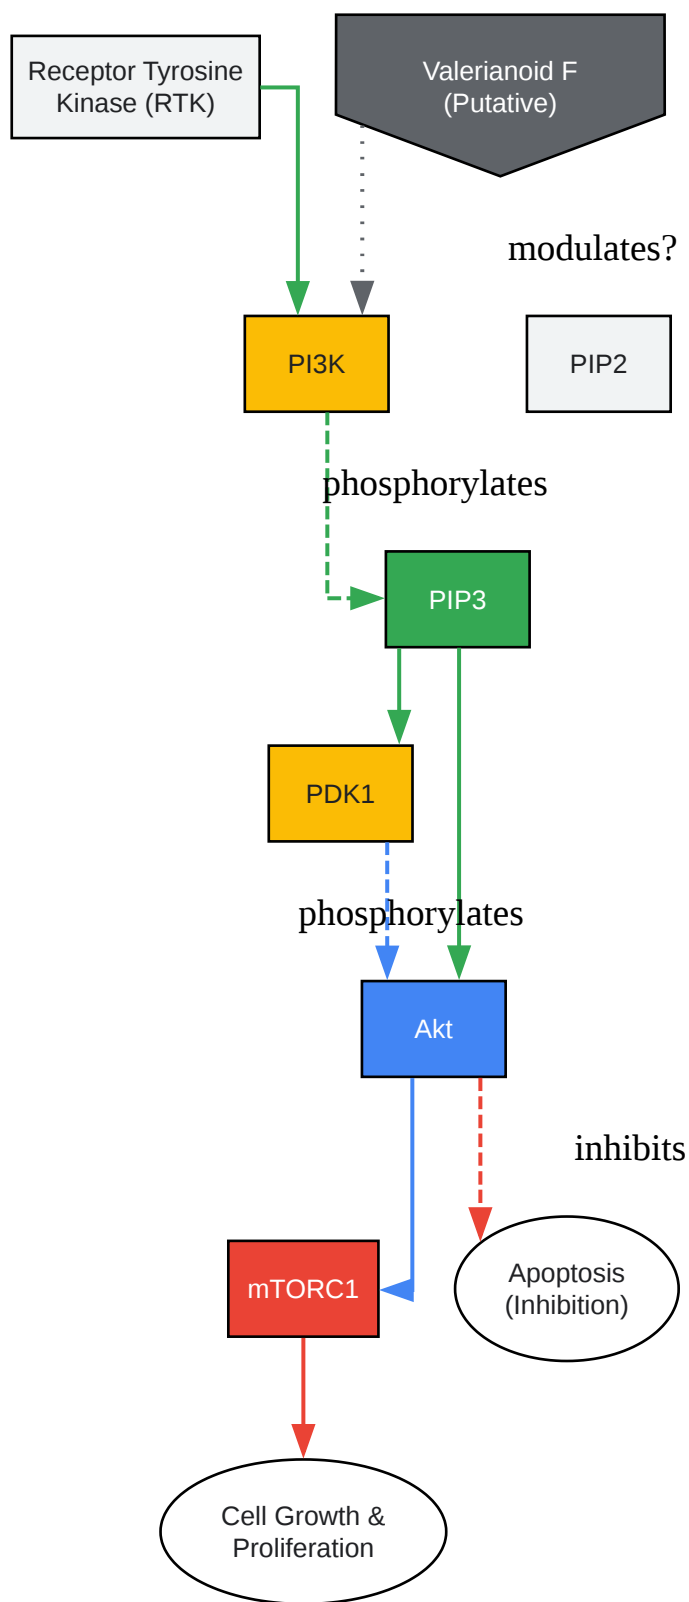 Receptor Tyrosine
Kinase (RTK)
Valerianoid F
(Putative)
modulates?
PI3K
PIP2
phosphorylates
PIP3
PDK1
phosphorylates
Akt
inhibits
mTORC1
Apoptosis
(Inhibition)
Cell Growth &
Proliferation